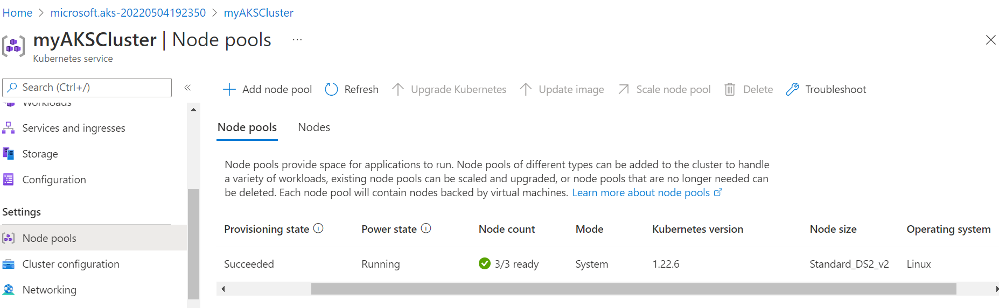 Home > microsoft.aks-20220504192350 > myAKSCluster
myAKSCluster | Node pools ...
Kubernetes service
Search (Ctrl+/)
«
Add node pool
Refresh
Upgrade Kubernetes
Update image
Scale node pool
Delete
Troubleshoot
Workloads
Services and ingresses
Storage
Configuration
Settings
Node pools
Cluster configuration
Networking
Node pools
Nodes
Node pools provide space for applications to run. Node pools of different types can be added to the cluster to handle
a variety of workloads, existing node pools can be scaled and upgraded, or node pools that are no longer needed can
be deleted. Each node pool will contain nodes backed by virtual machines. Learn more about node pools
Provisioning state Power state Node count Mode Kubernetes version Node size Operating system
Succeeded Running 3/3 ready System 1.22.6 Standard_DS2_v2 Linux